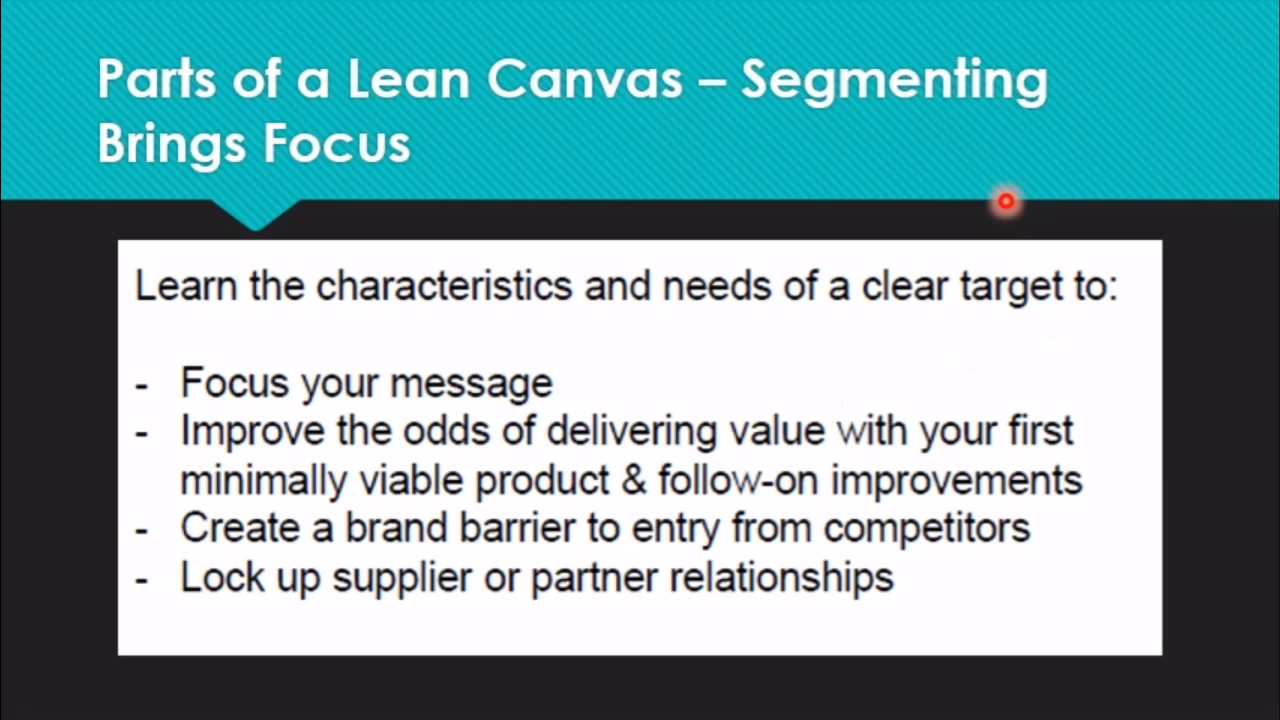 Parts of a Lean Canvas – Segmenting
Brings Focus
Learn the characteristics and needs of a clear target to:
- Focus your message
- Improve the odds of delivering value with your first
minimally viable product & follow-on improvements
- Create a brand barrier to entry from competitors
- Lock up supplier or partner relationships